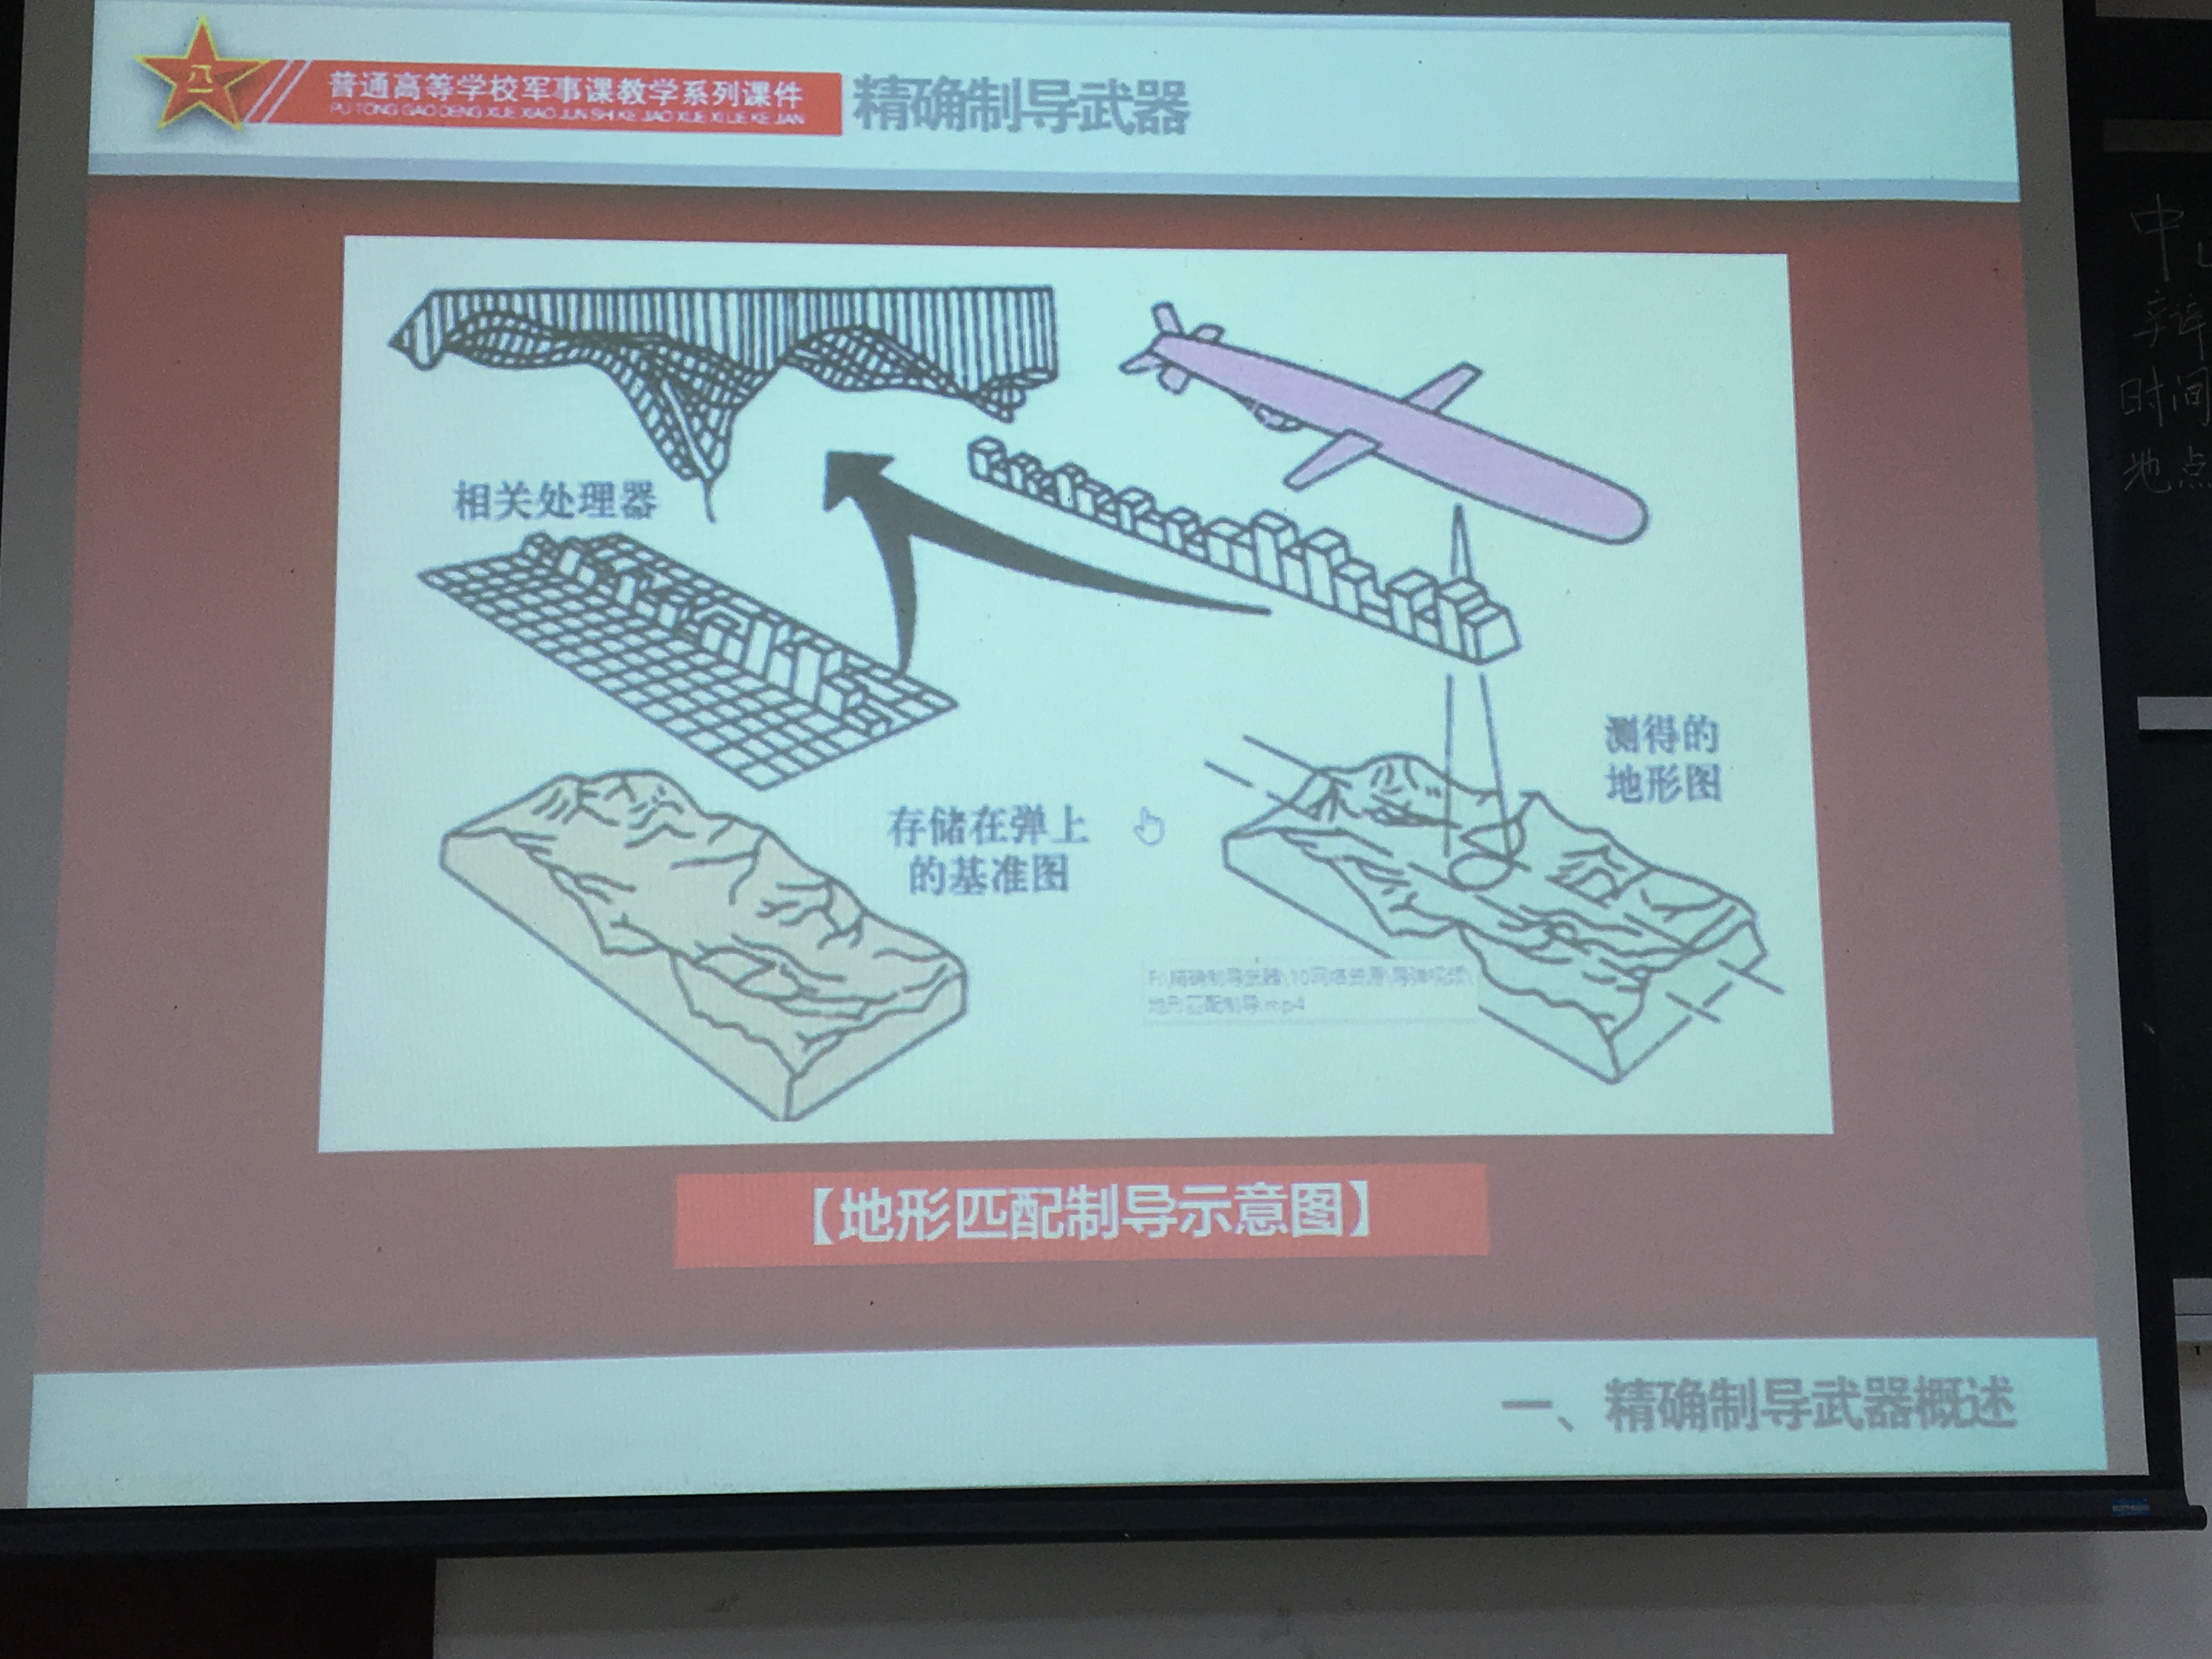 八一
普通高等学校军事课教学系列课件
PU TONG GAO DENG XUE XIAO JUN SHI KE JIAO XUE XI LIE KE JIAN
精确制导武器
相关处理器
测得的
地形图
存储在弹上
的基准图
F:\精确制导武器\10网络资源\导弹视频\
地形匹配制导.mp4
【地形匹配制导示意图】
一、精确制导武器概述
中山
辩
时间
地点